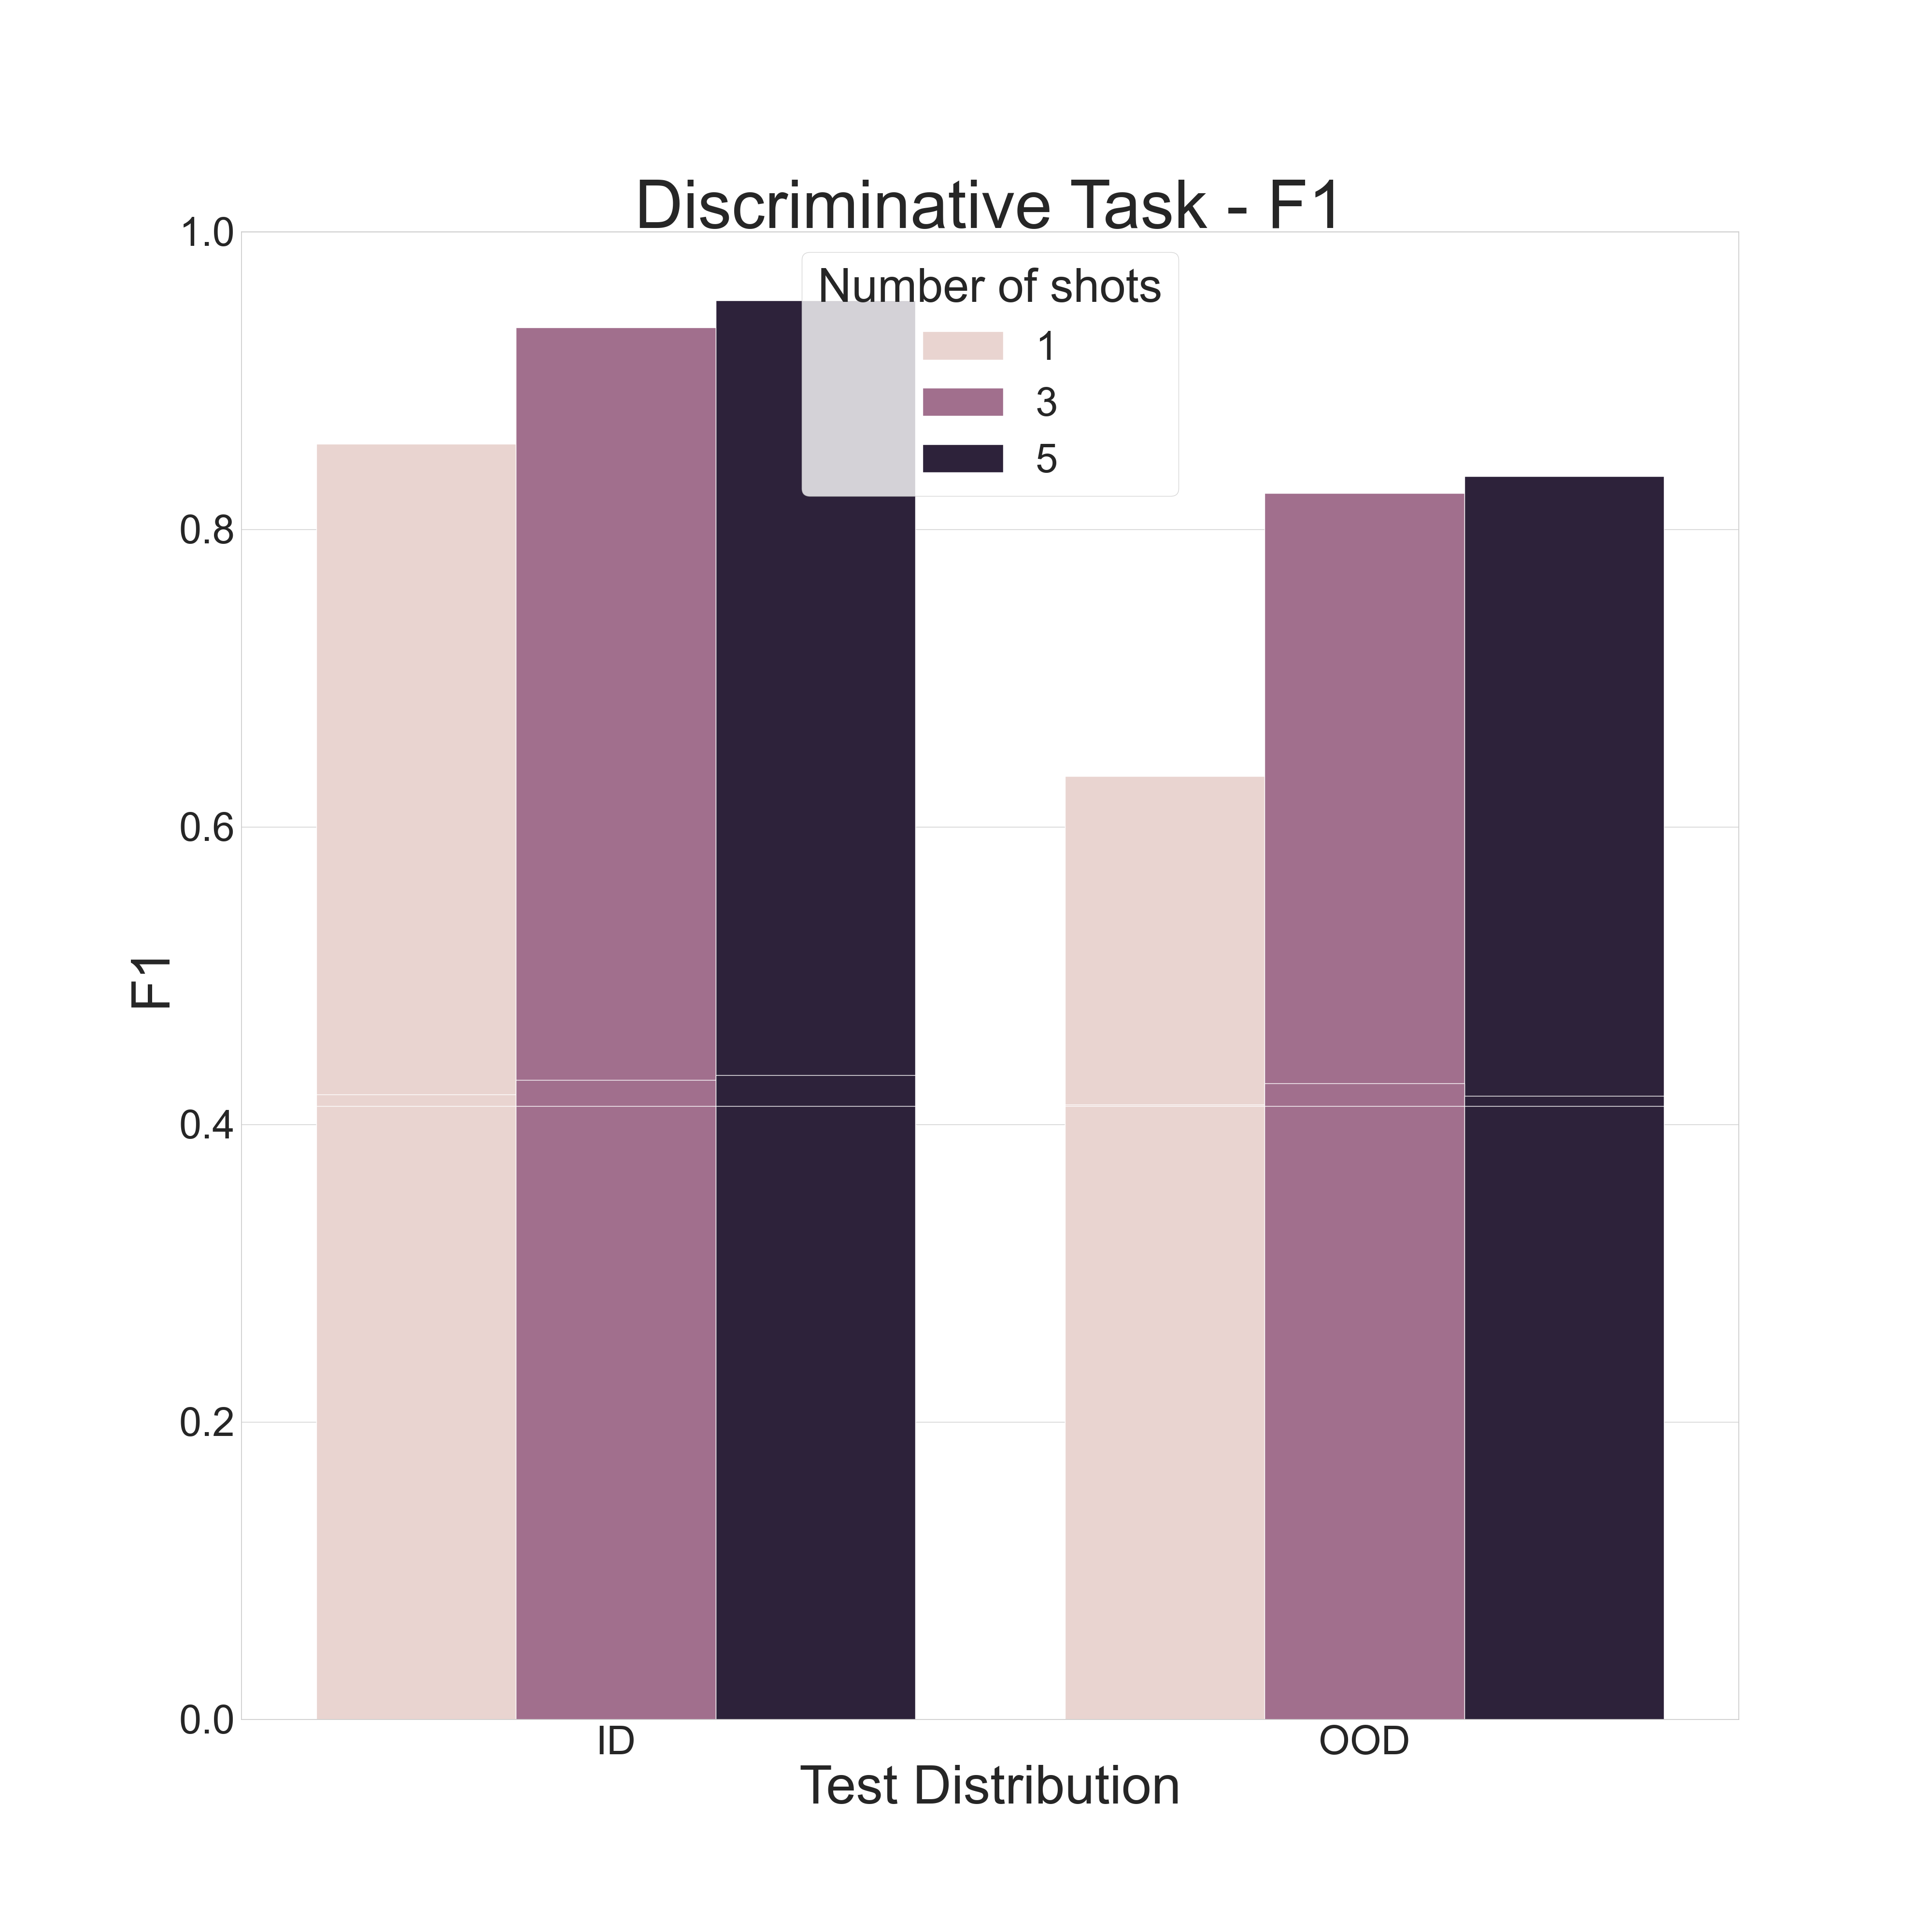 Discriminative Task - F1
1.0
0.8
0.6
0.4
0.2
0.0
F1
Number of shots
1
3
5
ID
OOD
Test Distribution